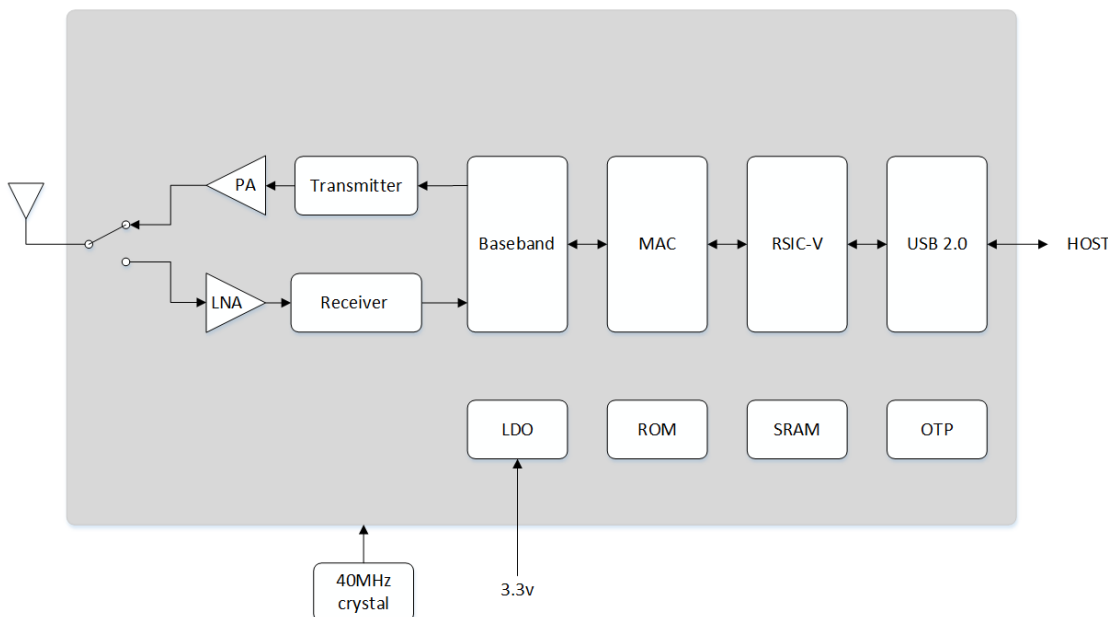 PA
Transmitter
Baseband
MAC
RSIC-V
USB 2.0
HOST
LNA
Receiver
LDO
ROM
SRAM
OTP
40MHz
crystal
3.3v